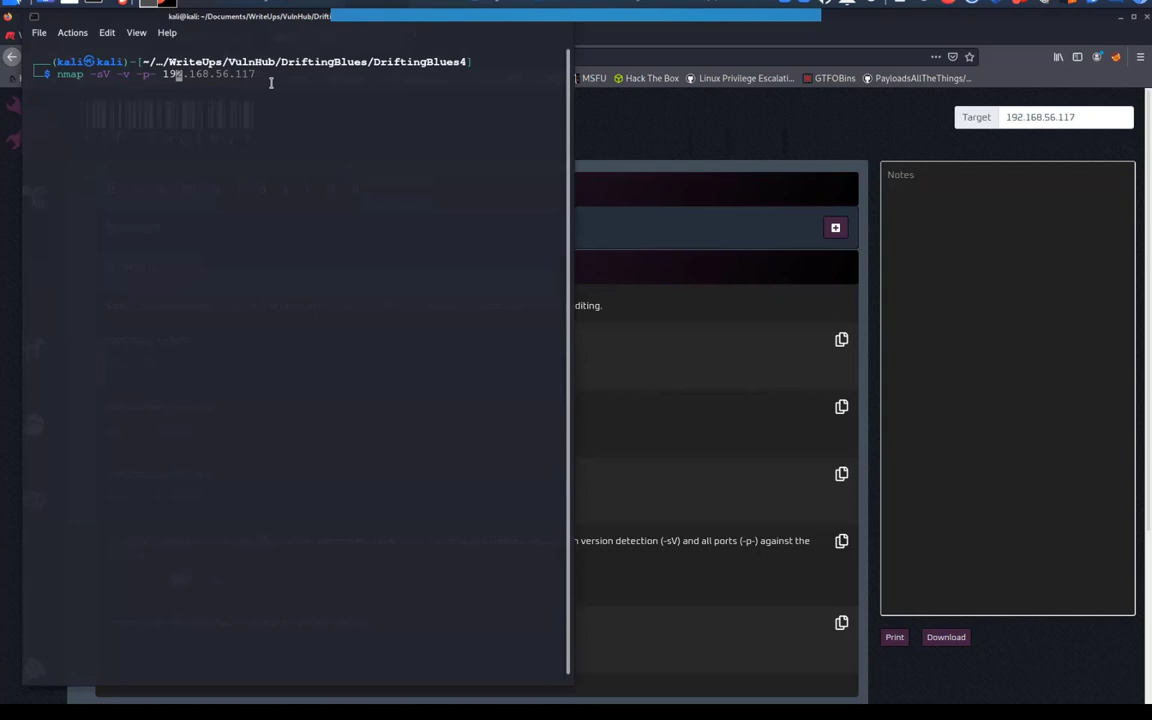 kali@kali: ~/Documents/WriteUps/VulnHub/Drifti
File Actions Edit View Help
(kali㉿kali)-[~/…/WriteUps/VulnHub/DriftingBlues/DriftingBlues4]
$ nmap -sV -v -p- 192.168.56.117
MSFU Hack The Box Linux Privilege Escalati… GTFOBins PayloadsAllTheThings/…
Target 192.168.56.117
Notes
diting.
n version detection (-sV) and all ports (-p-) against the
Print Download